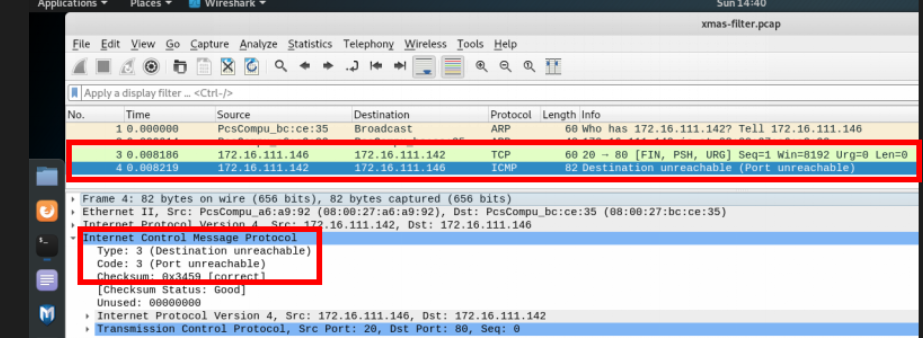 Applications Places Wireshark Sun 14:40
xmas-filter.pcap
File Edit View Go Capture Analyze Statistics Telephony Wireless Tools Help
Apply a display filter ... <Ctrl-/>
No. Time Source Destination Protocol Length Info
1 0.000000 PcsCompu_bc:ce:35 Broadcast ARP 60 Who has 172.16.111.142? Tell 172.16.111.146
3 0.008186 172.16.111.146 172.16.111.142 TCP 60 20 → 80 [FIN, PSH, URG] Seq=1 Win=8192 Urg=0 Len=0
4 0.008219 172.16.111.142 172.16.111.146 ICMP 82 Destination unreachable (Port unreachable)
Frame 4: 82 bytes on wire (656 bits), 82 bytes captured (656 bits)
Ethernet II, Src: PcsCompu_a6:a9:92 (08:00:27:a6:a9:92), Dst: PcsCompu_bc:ce:35 (08:00:27:bc:ce:35)
Internet Protocol Version 4, Src: 172.16.111.142, Dst: 172.16.111.146
Internet Control Message Protocol
Type: 3 (Destination unreachable)
Code: 3 (Port unreachable)
Checksum: 0x3459 [correct]
[Checksum Status: Good]
Unused: 00000000
Internet Protocol Version 4, Src: 172.16.111.146, Dst: 172.16.111.142
Transmission Control Protocol, Src Port: 20, Dst Port: 80, Seq: 0